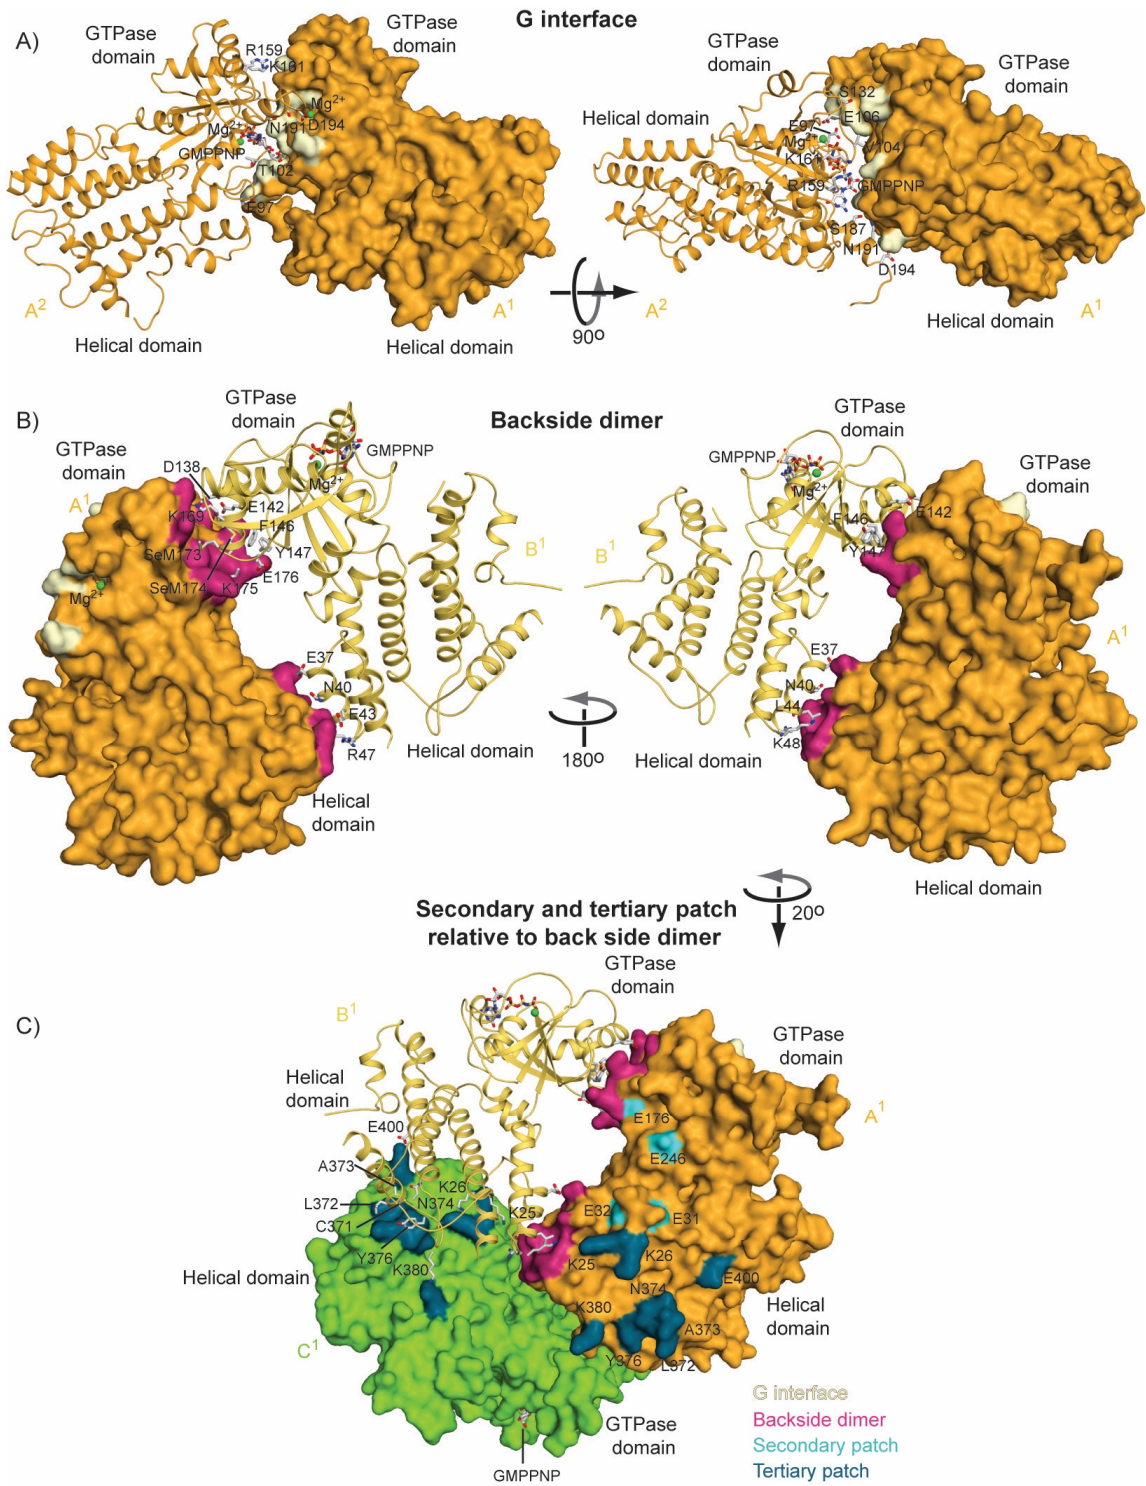 G interface
A)
GTPase
domain
GTPase
domain
R159
K161
Mg2+
Mg2+
N191
D194
GMPPNP
T102
E97
A2
Helical domain
A1
Helical domain
GTPase
domain
GTPase
domain
Helical domain
S132
E106
E97
Mg2+
V104
K161
R159
GMPPNP
S187
N191
D194
A2
Helical domain
A1
90o
B)
Backside dimer
GTPase
domain
GTPase
domain
A1
D138
GMPPNP
Mg2+
E142
K169
F146
SeM173
Y147
E176
SeM174
K175
Mg2+
B1
E37
N40
E43
R47
Helical domain
Helical
domain
180o
GTPase
domain
GMPPNP
Mg2+
GTPase
domain
F146
E142
Y147
B1
A1
E37
N40
L44
K48
Helical domain
Helical domain
20o
Secondary and tertiary patch
relative to back side dimer
C)
GTPase
domain
B1
GTPase
domain
Helical
domain
A1
E176
E246
E400
A373
K26
L372
N374
K25
C371
Y376
K380
E32
E31
K25
K26
E400
N374
K380
A373
Y376
L372
Helical domain
Helical
domain
C1
GTPase
domain
GMPPNP
G interface
Backside dimer
Secondary patch
Tertiary patch